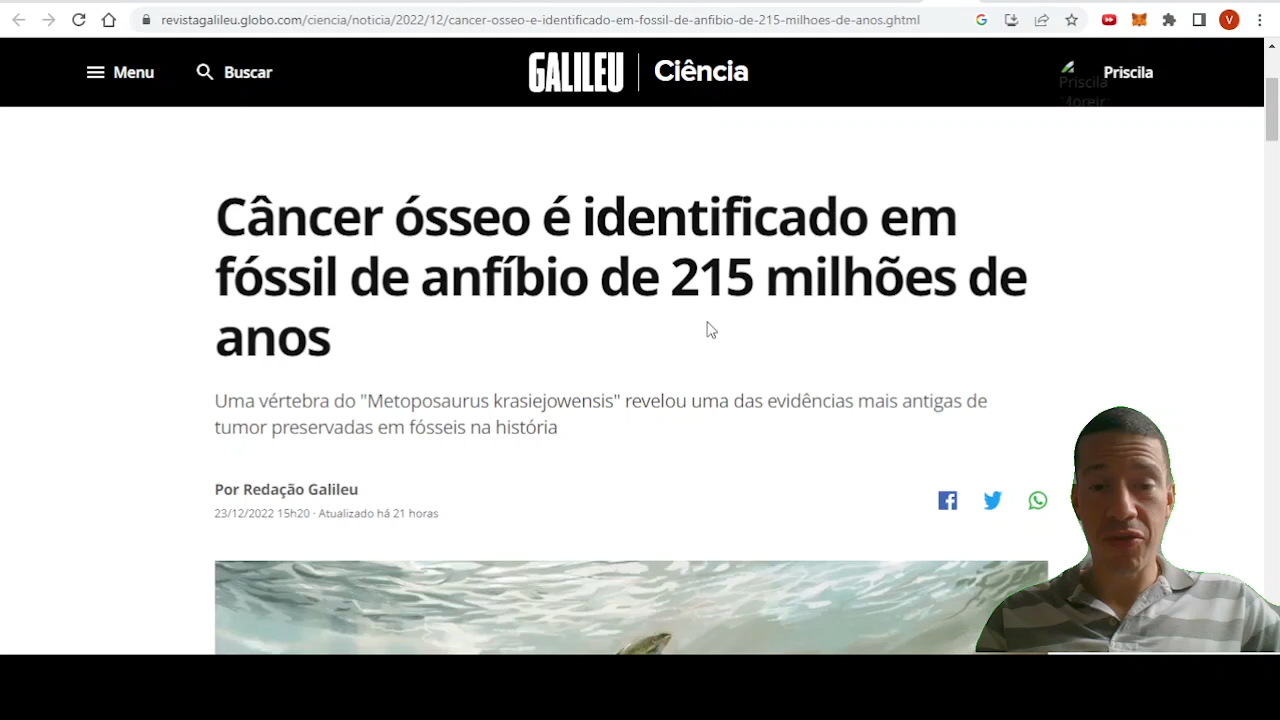 revistagalileu.globo.com/ciencia/noticia/2022/12/cancer-osseo-e-identificado-em-fossil-de-anfibio-de-215-milhoes-de-anos.ghtml
V
Menu
Buscar
GALILEU
Ciência
Priscila
Moreir
Priscila
Câncer ósseo é identificado em
fóssil de anfíbio de 215 milhões de
anos
Uma vértebra do "Metoposaurus krasiejowensis" revelou uma das evidências mais antigas de
tumor preservadas em fósseis na história
Por Redação Galileu
23/12/2022 15h20 · Atualizado há 21 horas